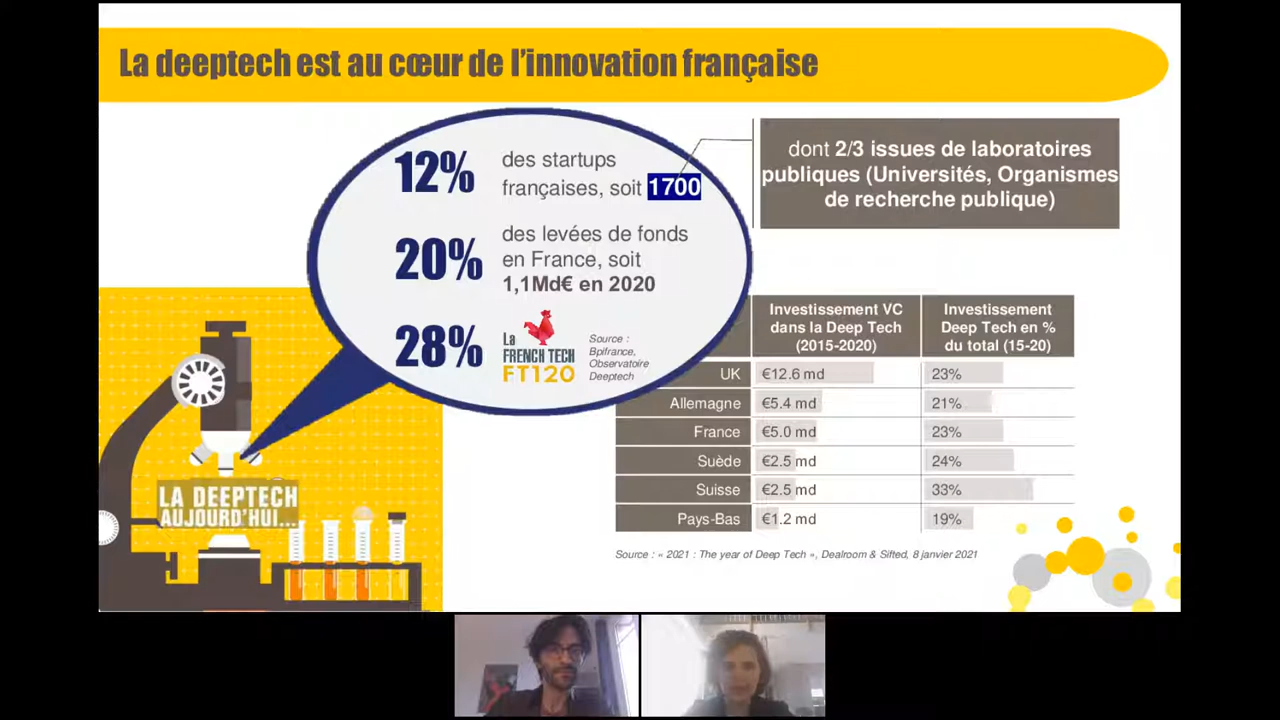 La deeptech est au cœur de l'innovation française
12%
des startups
françaises, soit 1700
dont 2/3 issues de laboratoires
publiques (Universités, Organismes
de recherche publique)
20%
des levées de fonds
en France, soit
1,1Md€ en 2020
28%
La
FRENCH TECH
FT120
Source :
Bpifrance,
Observatoire
Deeptech
Investissement VC
dans la Deep Tech
(2015-2020)
Investissement
Deep Tech en %
du total (15-20)
UK €12.6 md 23%
Allemagne €5.4 md 21%
France €5.0 md 23%
Suède €2.5 md 24%
Suisse €2.5 md 33%
Pays-Bas €1.2 md 19%
Source : « 2021 : The year of Deep Tech », Dealroom & Sifted, 8 janvier 2021
LA DEEPTECH
AUJOURD'HUI...